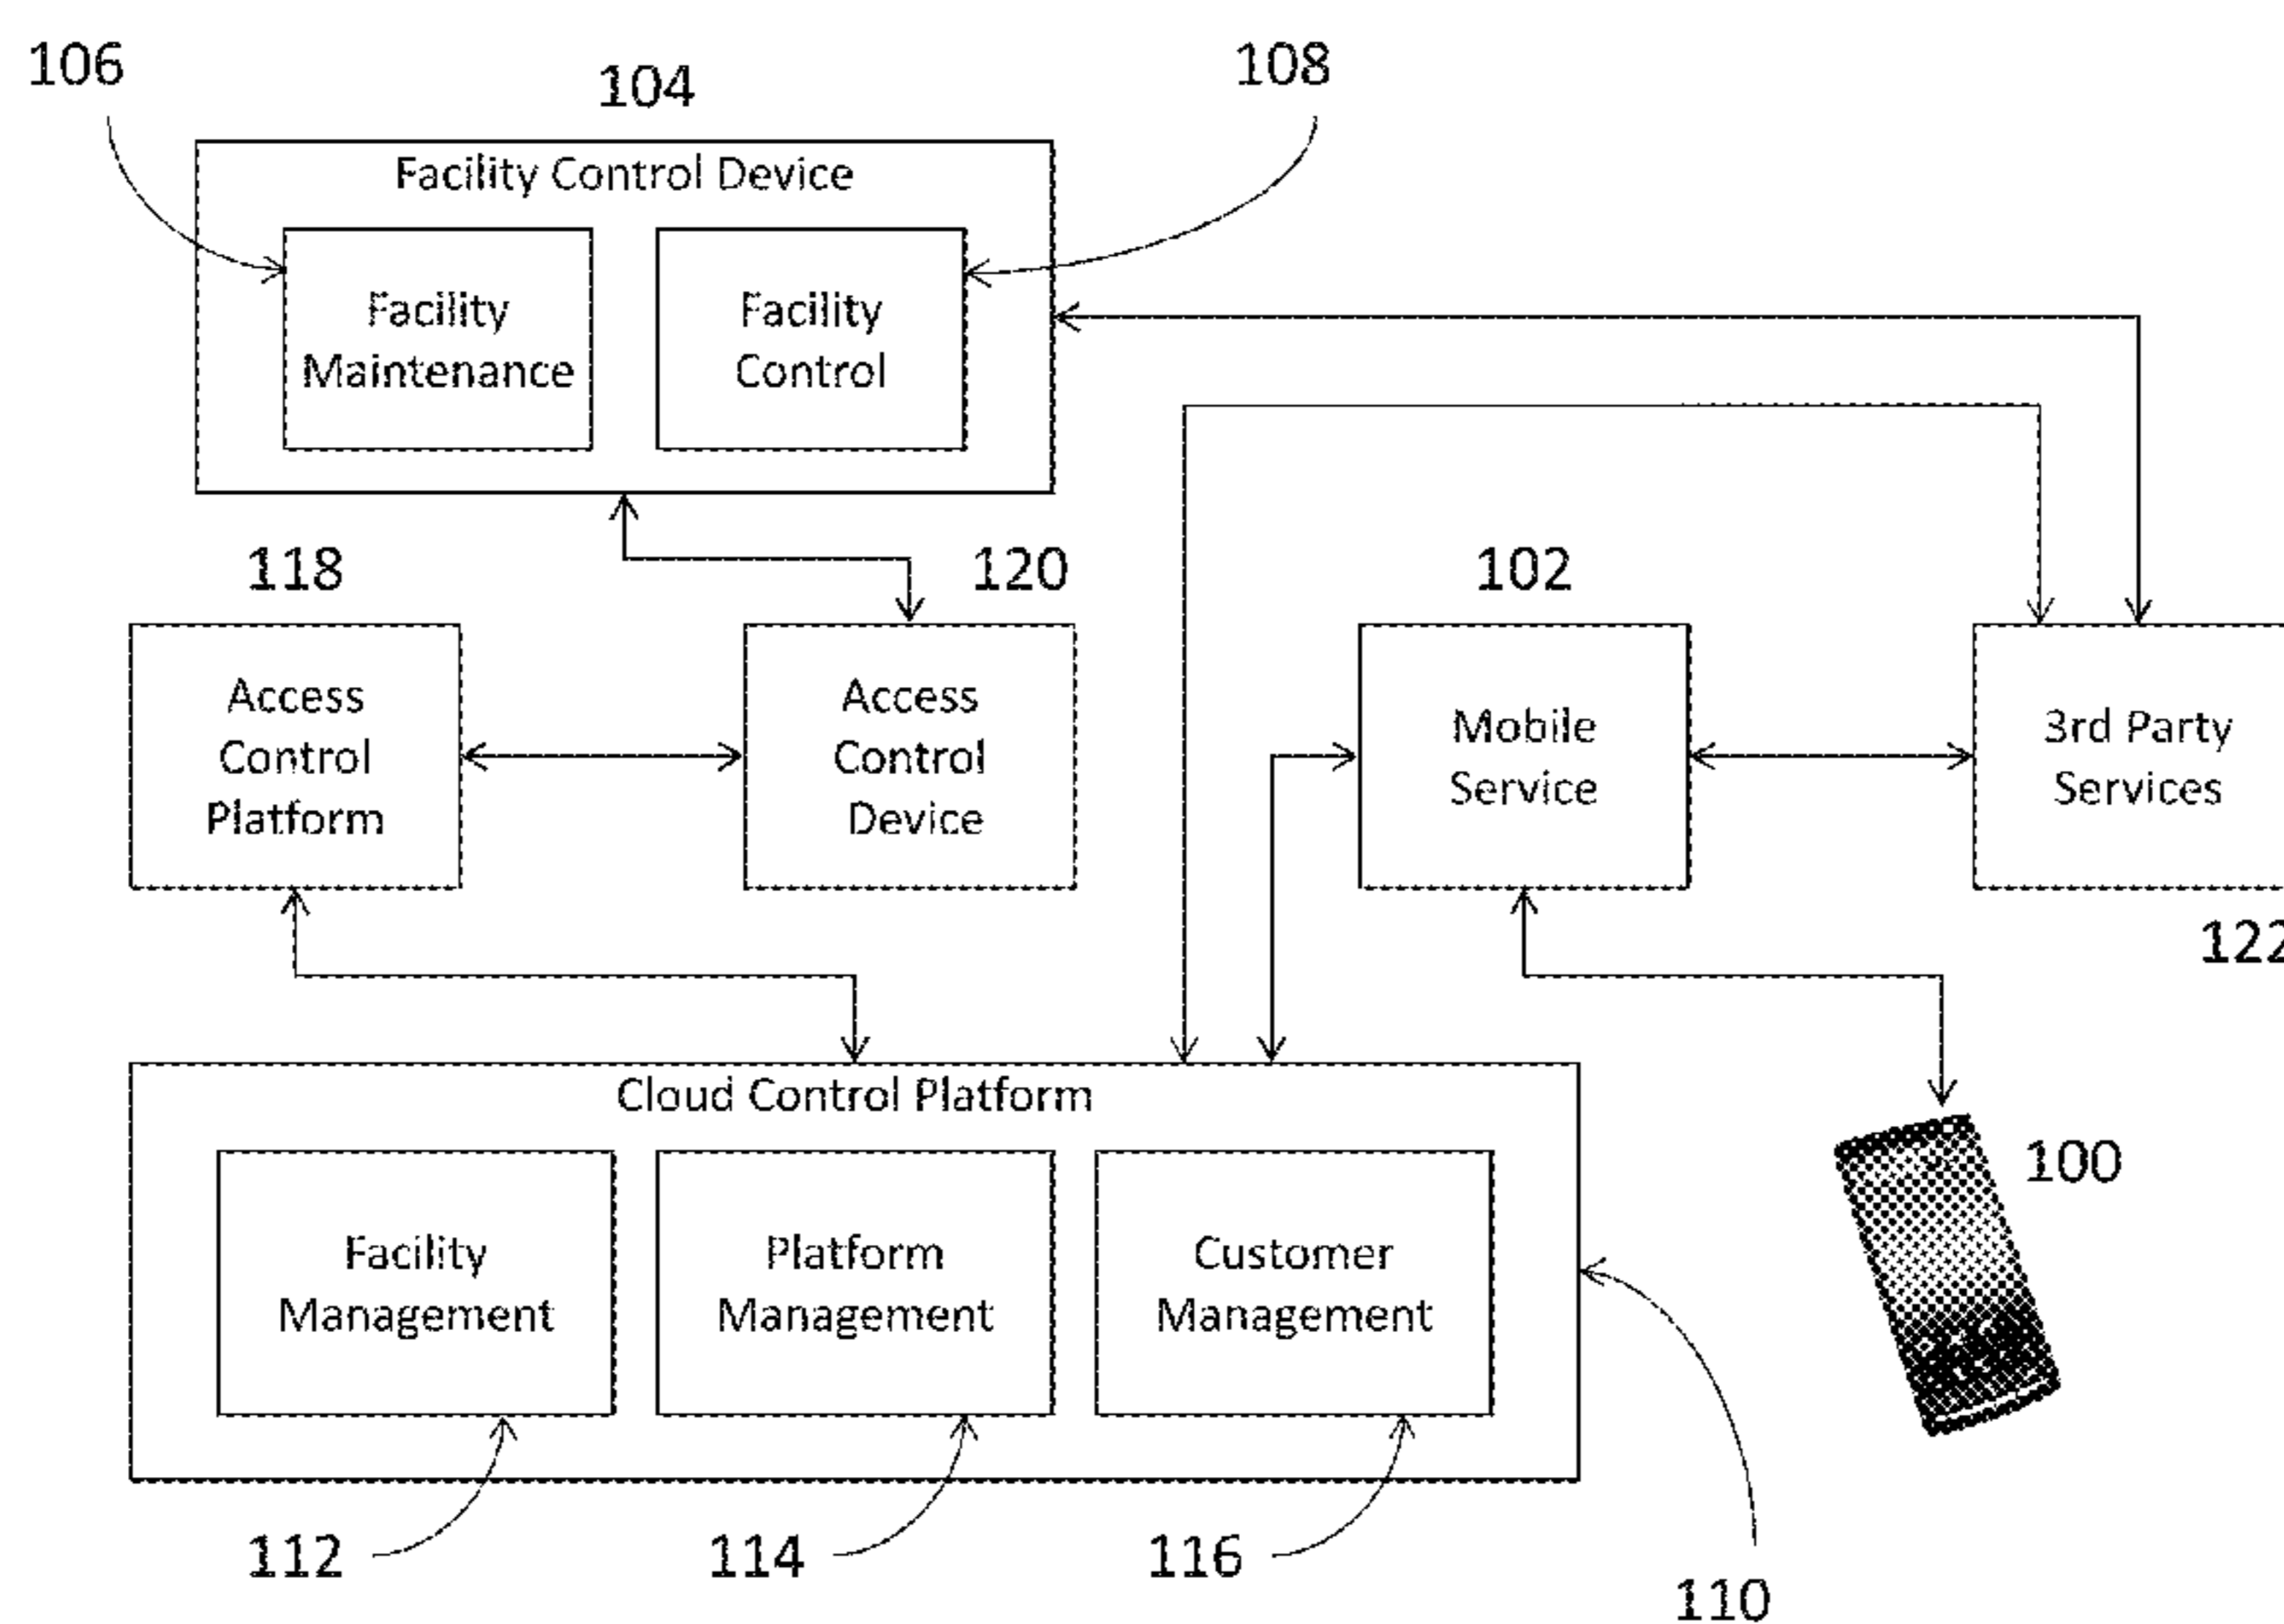 106
104
108
Facility Control Device
Facility
Maintenance
Facility
Control
118
120
102
Access
Control
Platform
Access
Control
Device
Mobile
Service
3rd Party
Services
122
Cloud Control Platform
100
Facility
Management
Platform
Management
Customer
Management
112
114
116
110